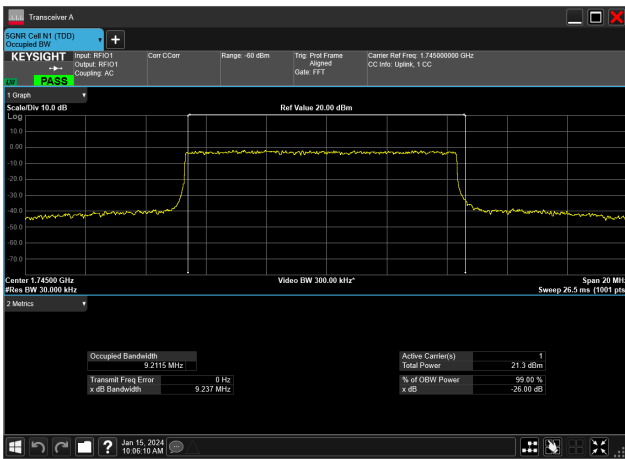 Transceiver A
5GNR Cell N1 (TDD)
Occupied BW
KEYSIGHT
LXI
PASS
Input: RFIO1
Output: RFIO1
Coupling: AC
Corr CCorr
Range: -60 dBm
Trig: Prot Frame
Aligned
Gate: FFT
Carrier Ref Freq: 1.745000000 GHz
CC Info: Uplink, 1 CC
1 Graph
Scale/Div 10.0 dB
Ref Value 20.00 dBm
Log
10.0
0.00
-10.0
-20.0
-30.0
-40.0
-50.0
-60.0
-70.0
Center 1.74500 GHz
Video BW 300.00 kHz*
Span 20 MHz
#Res BW 30.000 kHz
Sweep 26.5 ms (1001 pts
2 Metrics
Occupied Bandwidth
9.2115 MHz
Active Carrier(s) 1
Total Power 21.3 dBm
Transmit Freq Error 0 Hz
x dB Bandwidth 9.237 MHz
% of OBW Power 99.00 %
x dB -26.00 dB
Jan 15, 2024
10:06:10 AM